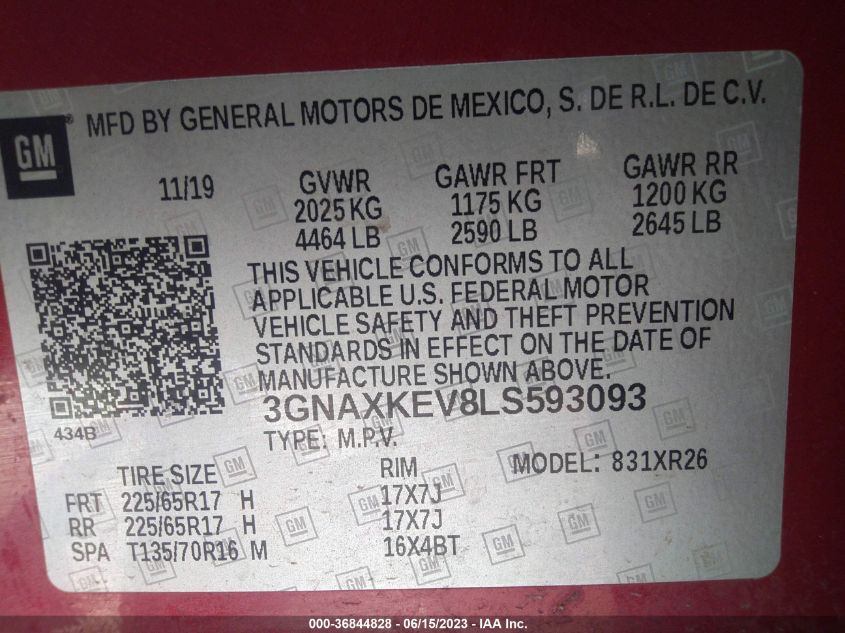 MFD BY GENERAL MOTORS DE MEXICO, S. DE R.L. DE C.V.
GM
®
11/19
GVWR
2025 KG
4464 LB
GAWR FRT
1175 KG
2590 LB
GAWR RR
1200 KG
2645 LB
THIS VEHICLE CONFORMS TO ALL
APPLICABLE U.S. FEDERAL MOTOR
VEHICLE SAFETY AND THEFT PREVENTION
STANDARDS IN EFFECT ON THE DATE OF
MANUFACTURE SHOWN ABOVE.
3GNAXKEV8LS593093
434B
TYPE: M.P.V.
TIRE SIZE RIM MODEL: 831XR26
FRT 225/65R17 H 17X7J
RR 225/65R17 H 17X7J
SPA T135/70R16 M 16X4BT
000-36844828 - 06/15/2023 - IAA Inc.